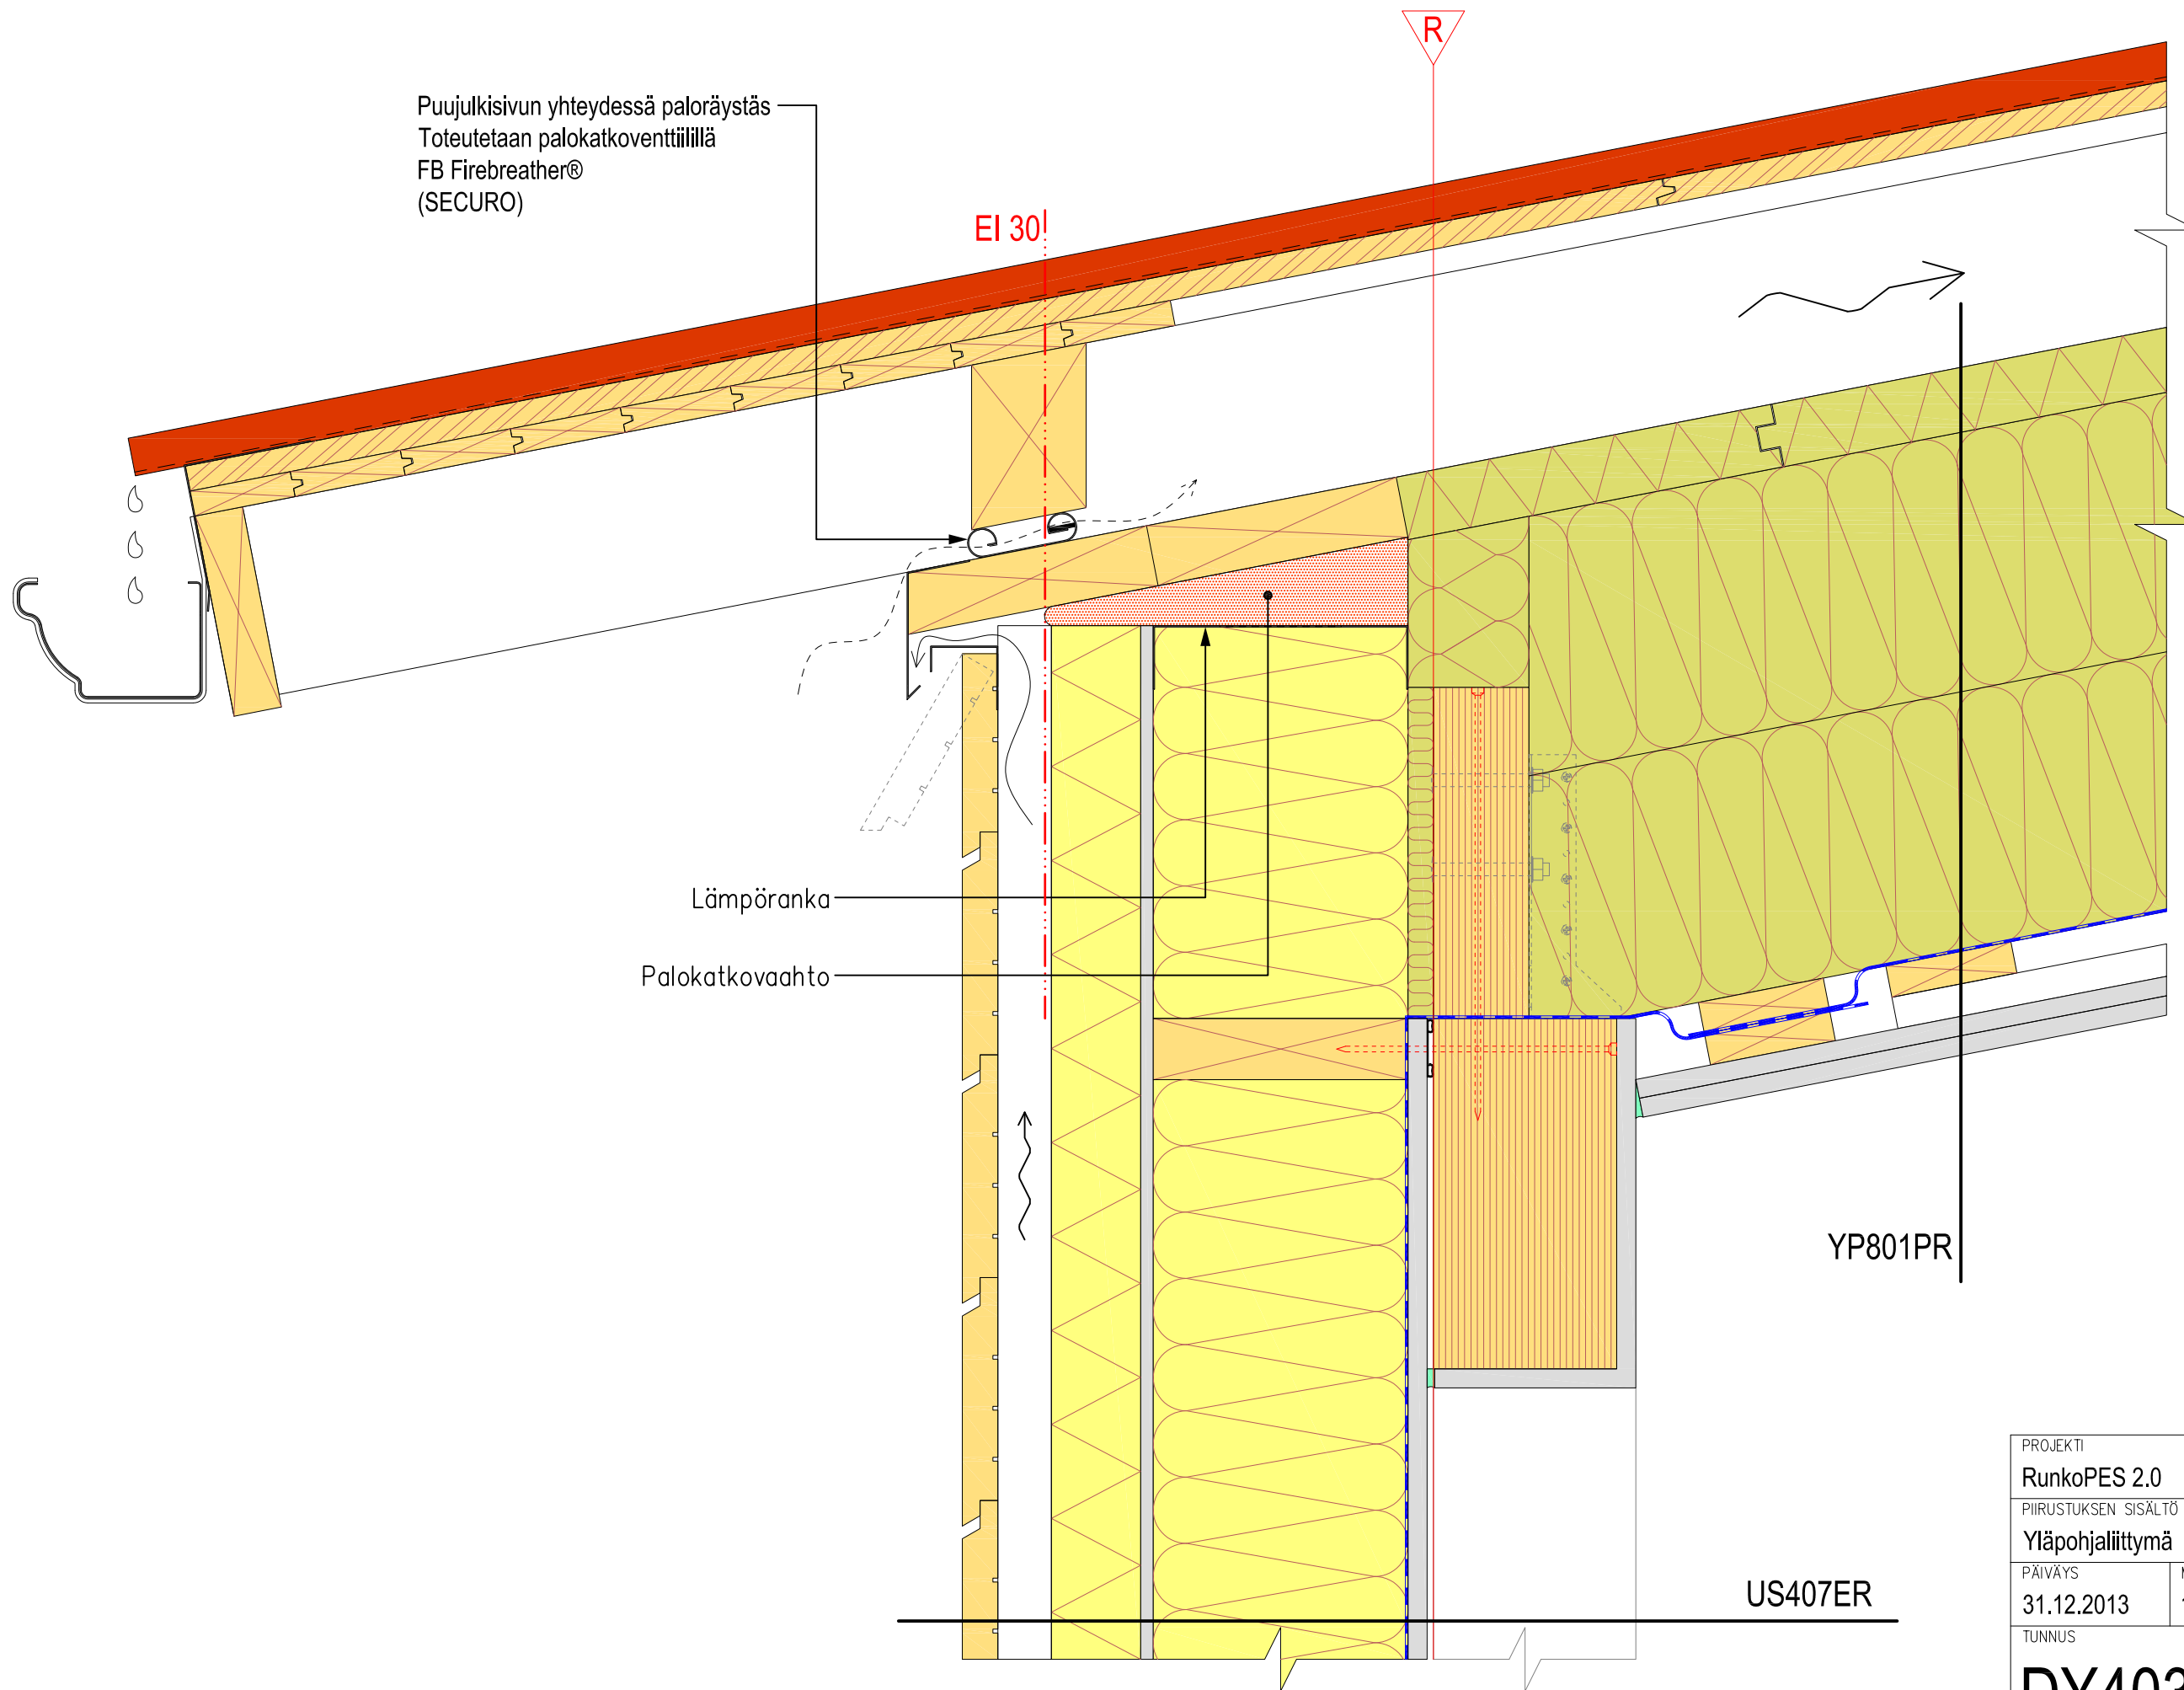 R
Puujulkisivun yhteydessä paloräystäs
Toteutetaan palokatkoventtiilillä
FB Firebreather®
(SECURO)
EI 30
Lämpöranka
Palokatkovaahto
YP801PR
US407ER
PROJEKTI
RunkoPES 2.0
PIIRUSTUKSEN SISÄLTÖ
Yläpohjaliittymä
PÄIVÄYS
31.12.2013
TUNNUS
DY403